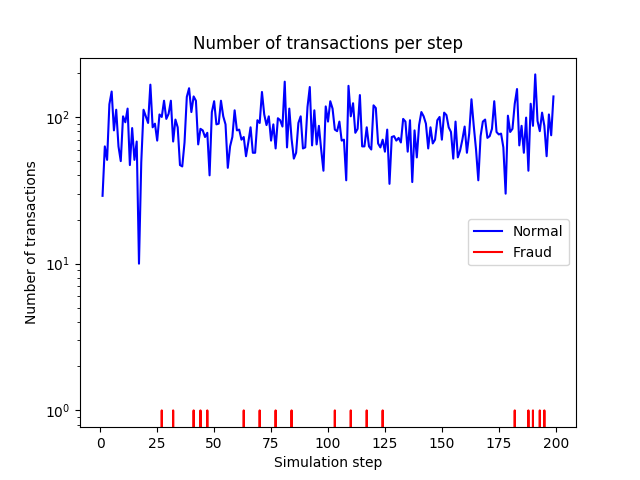 Number of transactions per step
Number of transactions
10²
10¹
10⁰
Normal
Fraud
0 25 50 75 100 125 150 175 200
Simulation step